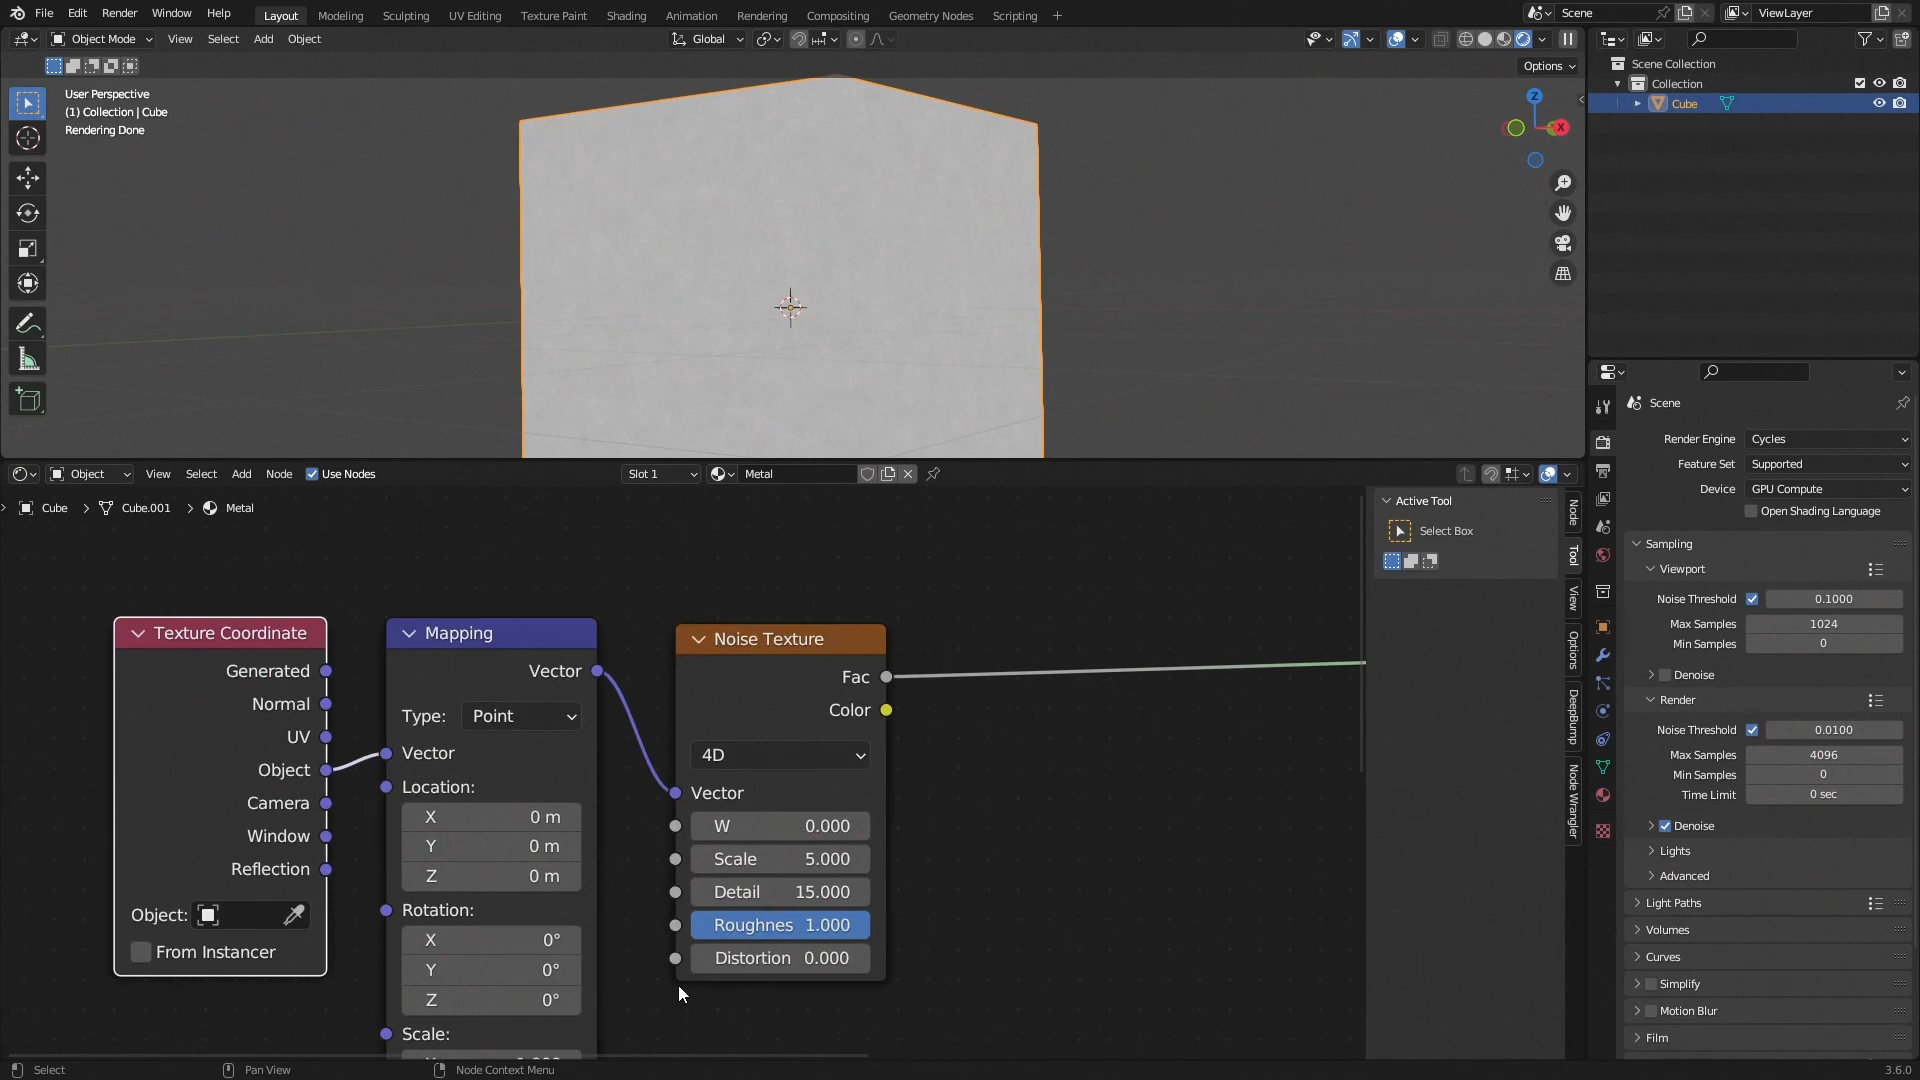 File Edit Render Window Help Layout Modeling Sculpting UV Editing Texture Paint Shading Animation Rendering Compositing Geometry Nodes Scripting + Scene ViewLayer
Object Mode View Select Add Object Global
Options
User Perspective
(1) Collection | Cube
Rendering Done
Z
X
Scene Collection
Collection
Cube
Scene
Render Engine Cycles
Feature Set Supported
Device GPU Compute
Open Shading Language
Sampling
Viewport
Noise Threshold 0.1000
Max Samples 1024
Min Samples 0
Denoise
Render
Noise Threshold 0.0100
Max Samples 4096
Min Samples 0
Time Limit 0 sec
Denoise
Lights
Advanced
Light Paths
Volumes
Curves
Simplify
Motion Blur
Film
Object View Select Add Node Use Nodes Slot 1 Metal
Cube > Cube.001 > Metal
Active Tool
Select Box
Node
Tool
View
Options
DeepBump
Node Wrangler
Texture Coordinate
Generated
Normal
UV
Object
Camera
Window
Reflection
Object:
From Instancer
Mapping
Vector
Type: Point
Vector
Location:
X 0 m
Y 0 m
Z 0 m
Rotation:
X 0°
Y 0°
Z 0°
Scale:
Noise Texture
Fac
Color
4D
Vector
W 0.000
Scale 5.000
Detail 15.000
Roughnes 1.000
Distortion 0.000
Select Pan View Node Context Menu 3.6.0